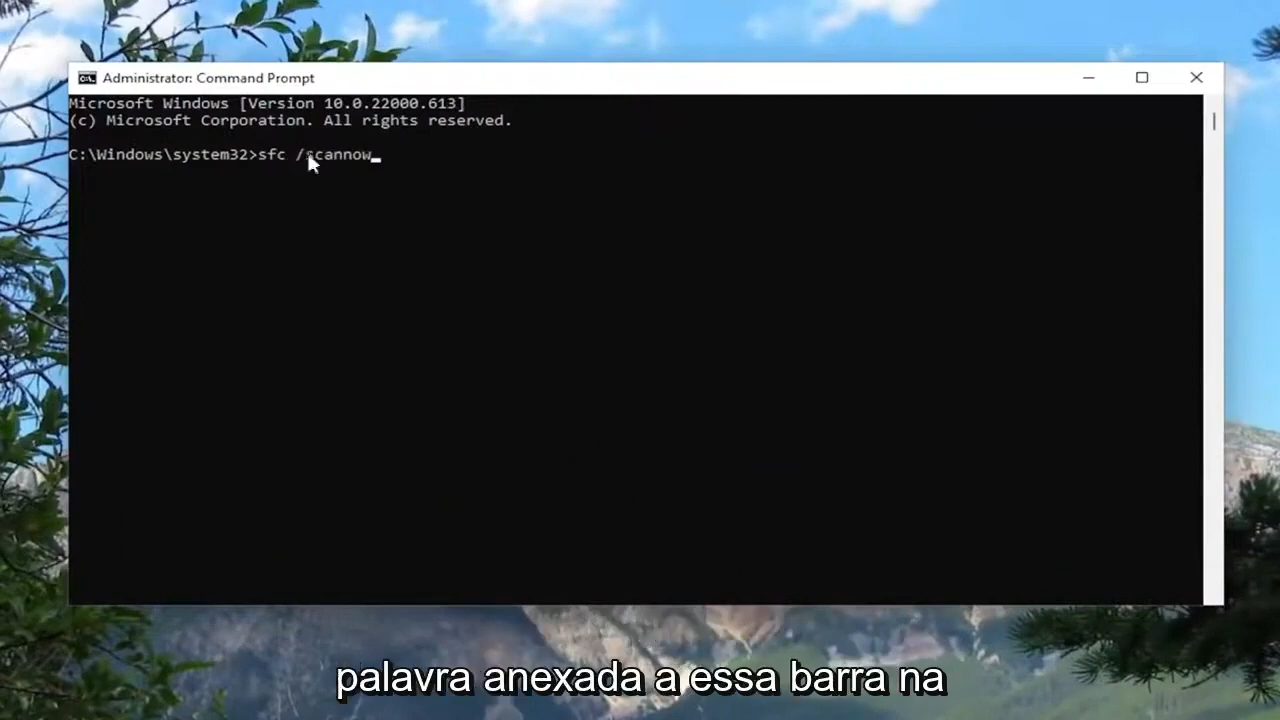 Administrator: Command Prompt
Microsoft Windows [Version 10.0.22000.613]
(c) Microsoft Corporation. All rights reserved.
C:\Windows\system32>sfc /scannow
palavra anexada a essa barra na